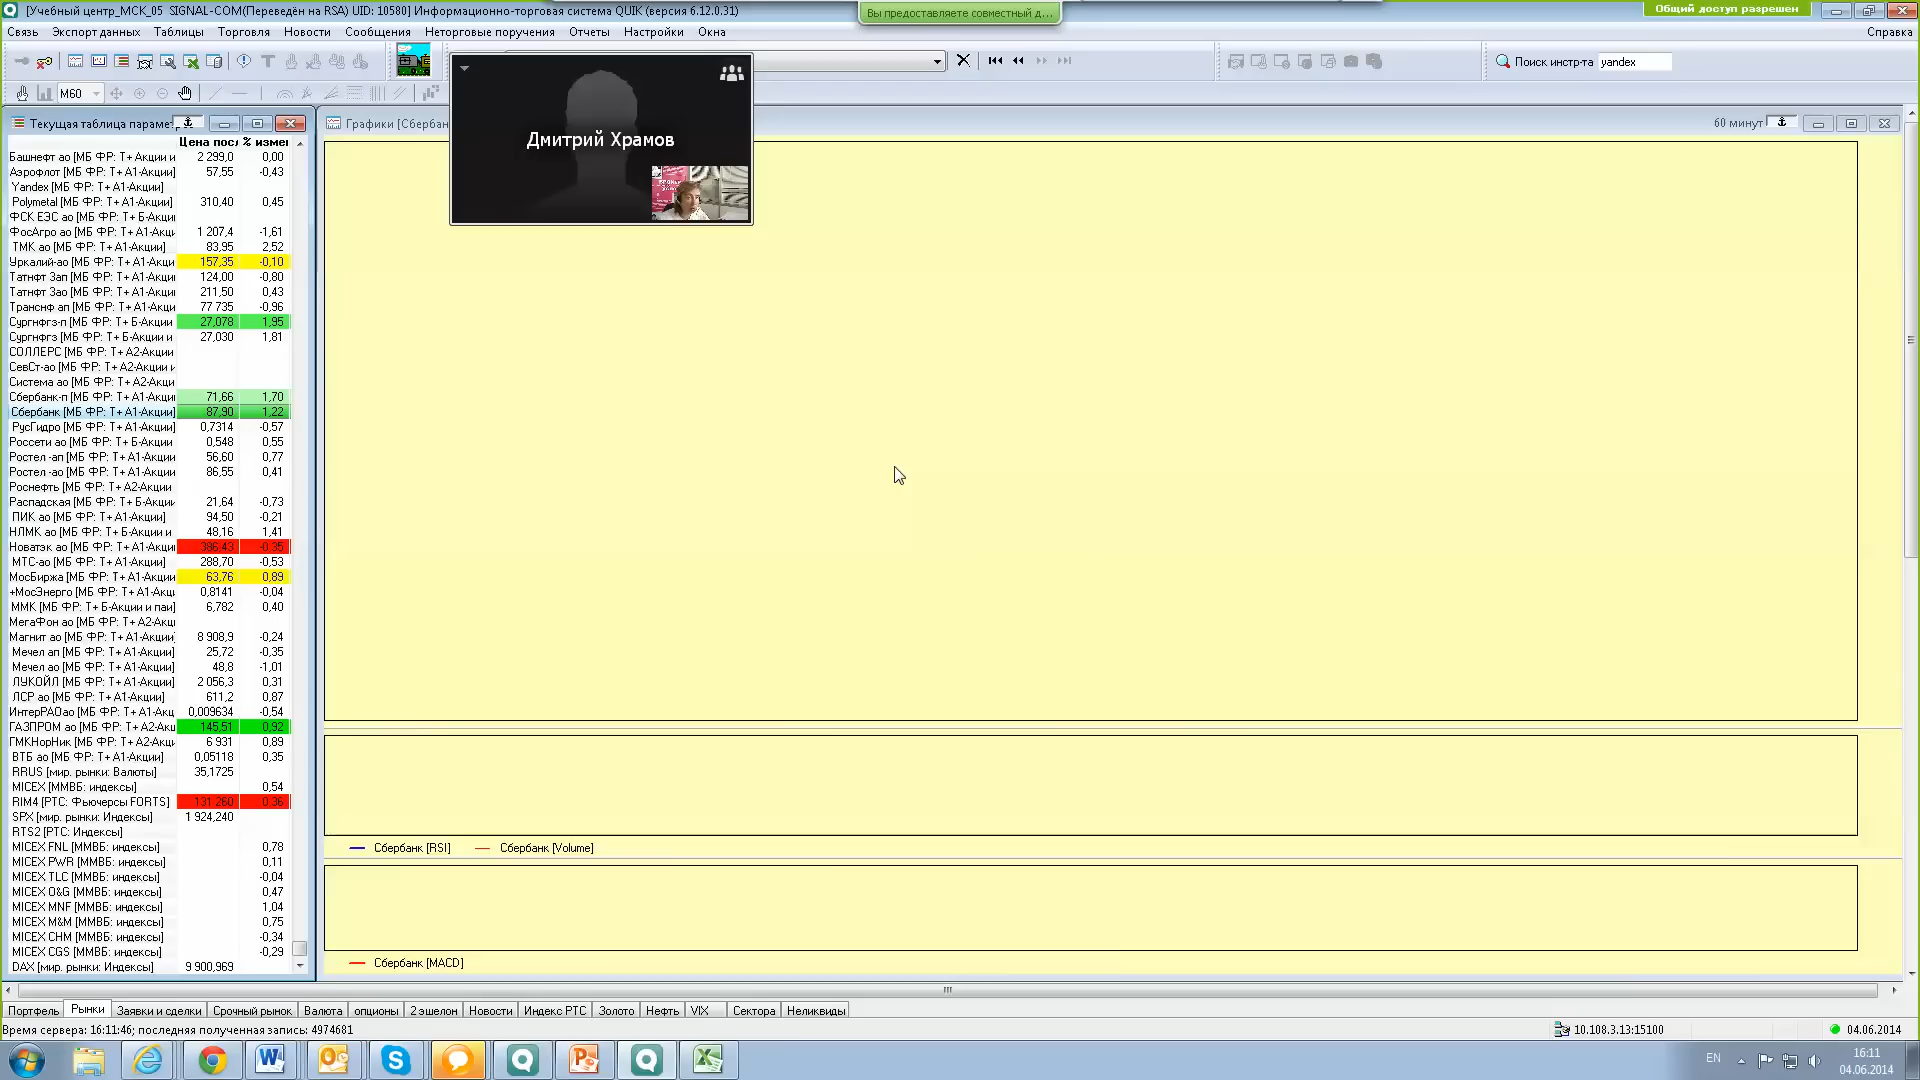 [Учебный центр_МСК_05 SIGNAL-COM(Переведён на RSA) UID: 10580] Информационно-торговая система QUIK (версия 6.12.0.31)
Вы предоставляете совместный д...
Общий доступ разрешен
Связь Экспорт данных Таблицы Торговля Новости Сообщения Неторговые поручения Отчеты Настройки Окна Справка
Поиск инстр-та yandex
M60
Текущая таблица параме
Графики [Сбербан
60 минут
Дмитрий Храмов
Цена посл % измен
Башнефт ао [МБ ФР: Т+ Акции и 2 299,0 0,00
Аэрофлот [МБ ФР: Т+ А1-Акции] 57,55 -0,43
Yandex [МБ ФР: Т+ А1-Акции]
Polymetal [МБ ФР: Т+ А1-Акции] 310,40 0,45
ФСК ЕЭС ао [МБ ФР: Т+ Б-Акции
ФосАгро ао [МБ ФР: Т+ А1-Акци 1 207,4 -1,61
ТМК ао [МБ ФР: Т+ А1-Акции] 83,95 2,52
Уркалий-ао [МБ ФР: Т+ А1-Акци 157,35 -0,10
Татнфт 3ап [МБ ФР: Т+ А1-Акци 124,00 -0,80
Татнфт 3ао [МБ ФР: Т+ А1-Акци 211,50 0,43
Транснф ап [МБ ФР: Т+ А1-Акци 77 735 -0,96
Сургнфгз-п [МБ ФР: Т+ Б-Акции 27,078 1,95
Сургнфгз [МБ ФР: Т+ Б-Акции и 27,030 1,81
СОЛЛЕРС [МБ ФР: Т+ А2-Акции
СевСт-ао [МБ ФР: Т+ А2-Акции и
Система ао [МБ ФР: Т+ А2-Акци
Сбербанк-п [МБ ФР: Т+ А1-Акци 71,66 1,70
Сбербанк [МБ ФР: Т+ А1-Акции] 87,90 1,22
РусГидро [МБ ФР: Т+ А1-Акции] 0,7314 -0,57
Россети ао [МБ ФР: Т+ Б-Акции 0,548 0,55
Ростел -ап [МБ ФР: Т+ А1-Акции 56,60 0,77
Ростел -ао [МБ ФР: Т+ А1-Акции 86,55 0,41
Роснефть [МБ ФР: Т+ А2-Акции
Распадская [МБ ФР: Т+ Б-Акции 21,64 -0,73
ПИК ао [МБ ФР: Т+ А1-Акции] 94,50 -0,21
НЛМК ао [МБ ФР: Т+ Б-Акции и 48,16 1,41
Новатэк ао [МБ ФР: Т+ А1-Акци 386,43 -0,35
МТС-ао [МБ ФР: Т+ А1-Акции] 288,70 -0,53
МосБиржа [МБ ФР: Т+ А1-Акции 63,76 0,89
+МосЭнерго [МБ ФР: Т+ А1-Акц 0,8141 -0,04
ММК [МБ ФР: Т+ Б-Акции и паи] 6,782 0,40
МегаФон ао [МБ ФР: Т+ А2-Акц
Магнит ао [МБ ФР: Т+ А1-Акции] 8 908,9 -0,24
Мечел ап [МБ ФР: Т+ А1-Акции] 25,72 -0,35
Мечел ао [МБ ФР: Т+ А1-Акции] 48,8 -1,01
ЛУКОЙЛ [МБ ФР: Т+ А1-Акции] 2 056,3 0,31
ЛСР ао [МБ ФР: Т+ А1-Акции] 611,2 0,87
ИнтерРАОао [МБ ФР: Т+ А1-Акц 0,009634 -0,54
ГАЗПРОМ ао [МБ ФР: Т+ А2-Акц 145,51 0,92
ГМКНорНик [МБ ФР: Т+ А2-Акци 6 931 0,89
ВТБ ао [МБ ФР: Т+ А1-Акции] 0,05118 0,35
RRUS [мир. рынки: Валюты] 35,1725
MICEX [ММВБ: индексы] 0,54
RIM4 [РТС: Фьючерсы FORTS] 131 260 0,36
SPX [мир. рынки: Индексы] 1 924,240
RTS2 [РТС: Индексы]
MICEX FNL [ММВБ: индексы] 0,78
MICEX PWR [ММВБ: индексы] 0,11
MICEX TLC [ММВБ: индексы] -0,04
MICEX O&G [ММВБ: индексы] 0,47
MICEX MNF [ММВБ: индексы] 1,04
MICEX M&M [ММВБ: индексы] 0,75
MICEX CHM [ММВБ: индексы] -0,34
MICEX CGS [ММВБ: индексы] -0,29
DAX [мир. рынки: Индексы] 9 900,969
Сбербанк [RSI] Сбербанк [Volume]
Сбербанк [MACD]
Портфель Рынки Заявки и сделки Срочный рынок Валюта опционы 2 эшелон Новости Индекс РТС Золото Нефть VIX Сектора Неликвиды
Время сервера: 16:11:46; последняя полученная запись: 4974681
10.108.3.13:15100
04.06.2014
EN
16:11
04.06.2014